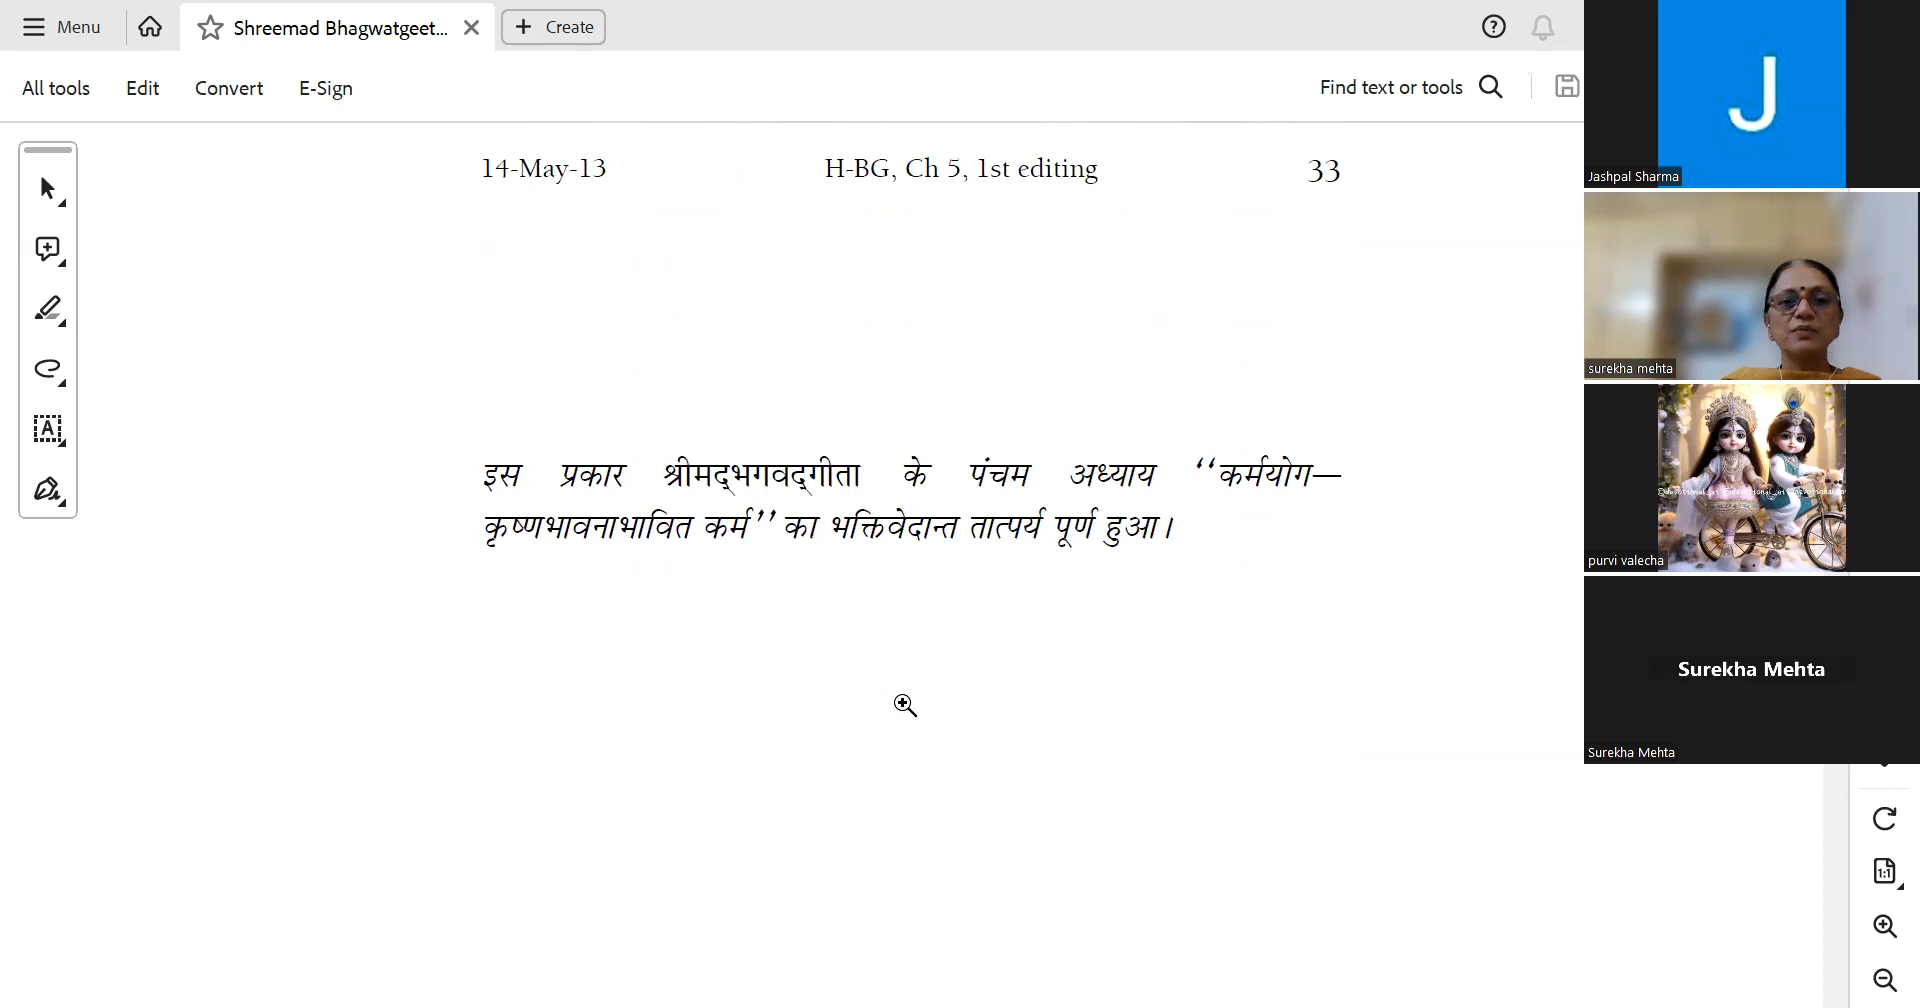 Menu
Shreemad Bhagwatgeet...
Create
All tools
Edit
Convert
E-Sign
Find text or tools
14-May-13 H-BG, Ch 5, 1st editing 33
इस प्रकार श्रीमद्भगवद्गीता के पंचम अध्याय ‘‘कर्मयोग—
कृष्णभावनाभावित कर्म’’ का भक्तिवेदान्त तात्पर्य पूर्ण हुआ।
J
Jashpal Sharma
surekha mehta
purvi valecha
Surekha Mehta
Surekha Mehta
A
1:1